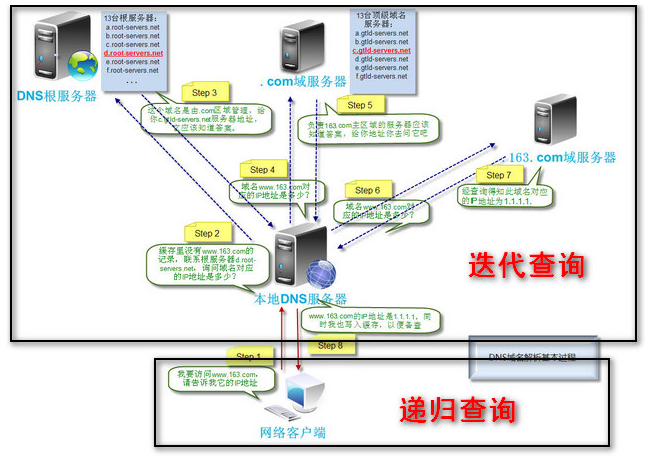 13台根服务器：
a.root-servers.net
b.root-servers.net
c.root-servers.net
d.root-servers.net
e.root-servers.net
f.root-servers.net
...
DNS根服务器
13台顶级域名
服务器：
a.gtld-servers.net
b.gtld-servers.net
c.gtld-servers.net
d.gtld-servers.net
e.gtld-servers.net
f.gtld-servers.net
.com域服务器
Step 3
这个域名是由.com区域管理，给
你c.gtld-servers.net服务器地址，
它应该知道答案。
Step 5
负责163.com主区域的服务器应该
知道答案，给你地址你去问它吧
.163.com域服务器
Step 4
域名www.163.com对
应的IP地址是多少？
Step 6
域名www.163.com对
应的IP地址是多少？
Step 7
经查询得知此域名对应
的IP地址为1.1.1.1.
Step 2
缓存里没有www.163.com的
记录，联系根服务器d.root-
servers.net，询问域名对应
的IP地址是多少？
迭代查询
本地DNS服务器
www.163.com的IP地址是1.1.1.1，同
时我也写入缓存，以便备查
Step 8
Step 1
DNS域名解析基本过程
我要访问www.163.com，
请告诉我它的IP地址
递归查询
网络客户端